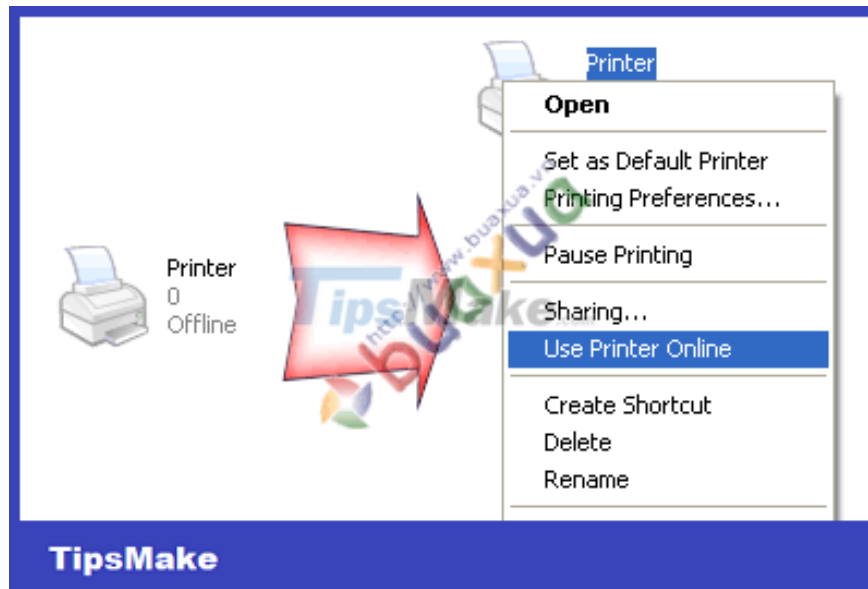 Printer
Open
Set as Default Printer
Printing Preferences...
Pause Printing
Sharing...
Use Printer Online
Create Shortcut
Delete
Rename
Printer
0
Offline
TipsMake.com
http://www.buaxua.vn
buaxua
TipsMake